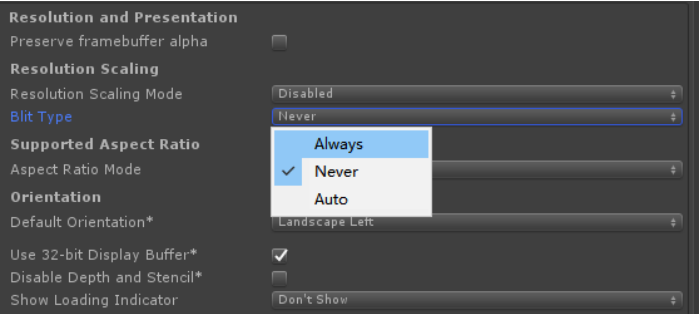 Resolution and Presentation
Preserve framebuffer alpha
Resolution Scaling
Resolution Scaling Mode Disabled
Blit Type Never
Always
Supported Aspect Ratio
Never
Aspect Ratio Mode
Auto
Orientation
Default Orientation* Landscape Left
Use 32-bit Display Buffer*
Disable Depth and Stencil*
Show Loading Indicator Don't Show